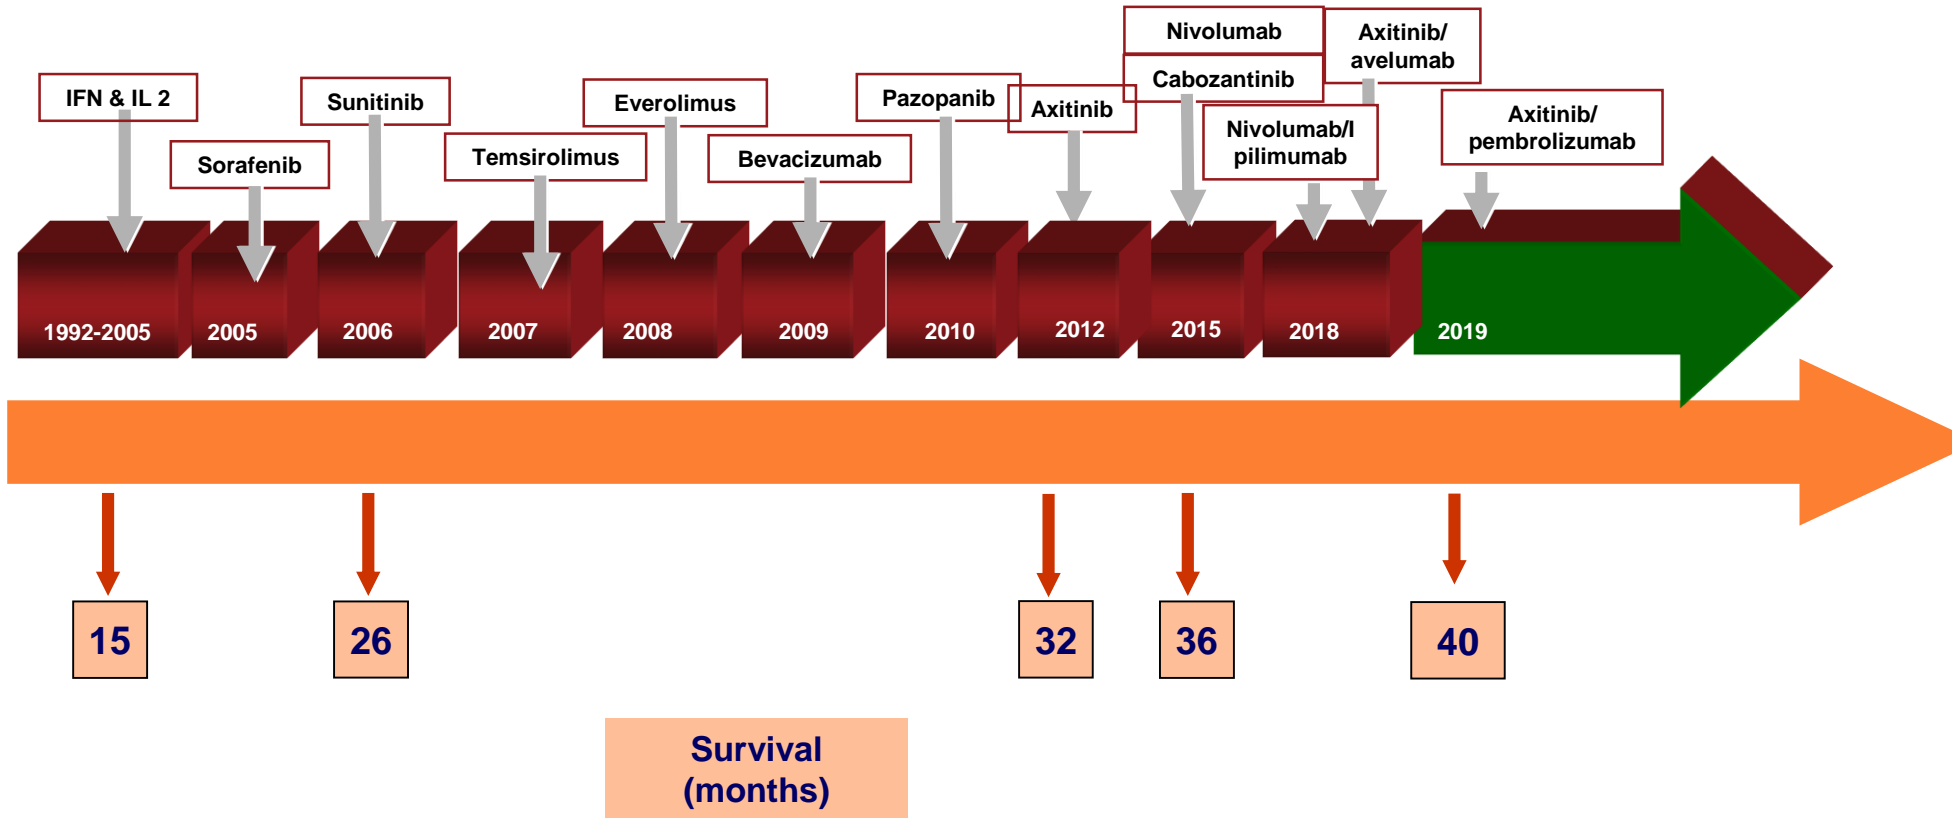 IFN & IL 2
Sorafenib
Sunitinib
Temsirolimus
Everolimus
Bevacizumab
Pazopanib
Axitinib
Nivolumab
Cabozantinib
Nivolumab/I
pilimumab
Axitinib/
avelumab
Axitinib/
pembrolizumab
1992-2005
2005
2006
2007
2008
2009
2010
2012
2015
2018
2019
15
26
32
36
40
Survival
(months)